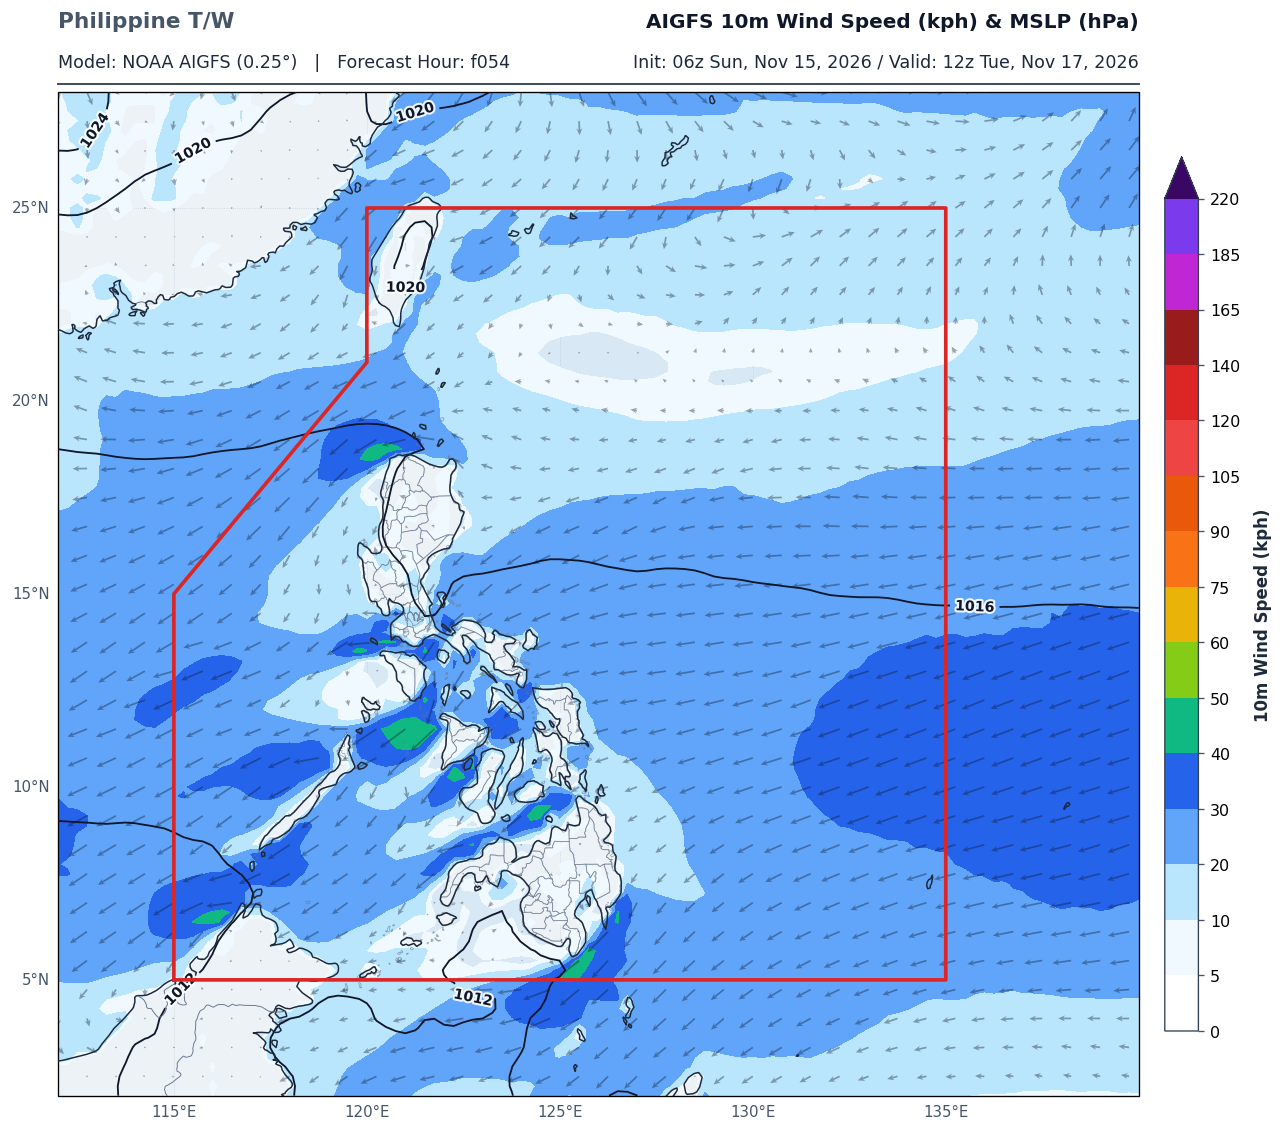 Philippine T/W
AIGFS 10m Wind Speed (kph) & MSLP (hPa)
Model: NOAA AIGFS (0.25°) | Forecast Hour: f054
Init: 06z Sun, Nov 15, 2026 / Valid: 12z Tue, Nov 17, 2026
1024
1020
1020
1020
1016
1012
1012
25°N
20°N
15°N
10°N
5°N
115°E
120°E
125°E
130°E
135°E
220
185
165
140
120
105
90
75
60
50
40
30
20
10
5
0
10m Wind Speed (kph)